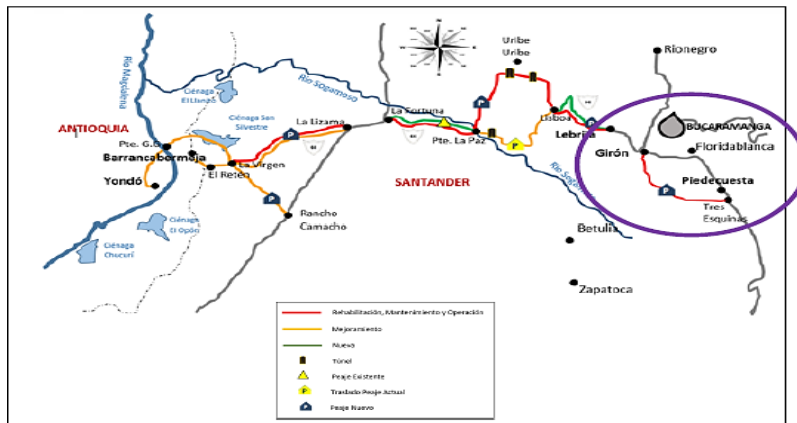 Uribe
Uribe
Rionegro
Rio Magdalena
Ciénaga
El Llanito
Rio Sogamoso
La Fortuna
Ciénaga San
Silvestre
La Lizama
Lisboa
BUCARAMANGA
ANTIOQUIA
Pte. G.O
Pte. La Paz
Lebrija
Floridablanca
Barrancabermeja
La Virgen
Girón
El Retén
Yondó
SANTANDER
Piedecuesta
Rio Sogamoso
Tres
Esquinas
Rancho
Camacho
Ciénaga
El Opón
Betulia
Ciénaga
Chucurí
Zapatoca
Rehabilitación, Mantenimiento y Operación
Mejoramiento
Nueva
Túnel
Peaje Existente
Traslado Peaje Actual
Peaje Nuevo